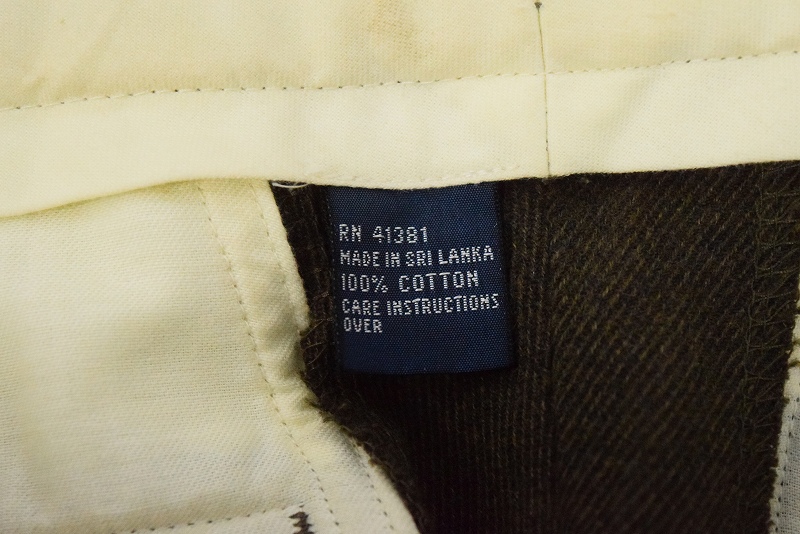 RN 41381
MADE IN SRI LANKA
100% COTTON
CARE INSTRUCTIONS
OVER